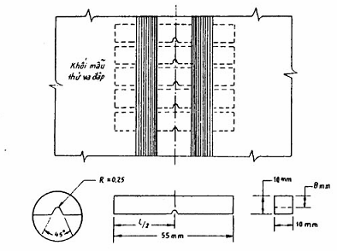 Khối mẫu
thử va đập
R = 0,25
45°
L/2
55 mm
10 mm
8 mm
10 mm